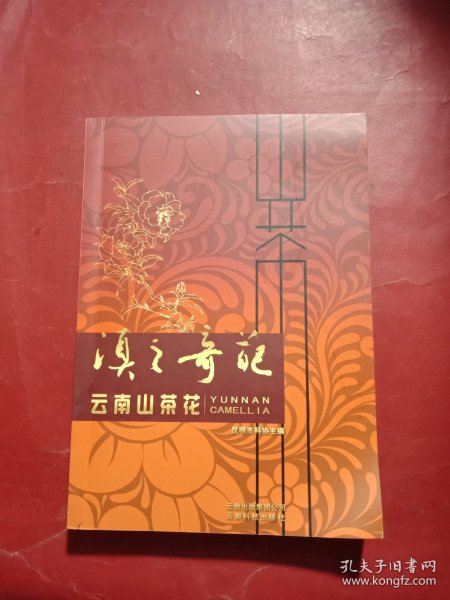 滇之奇葩
云南山茶花
YUNNAN
CAMELLIA
昆明市科协主编
云南出版集团公司
云南科技出版社
孔夫子旧书网
www.kongfz.com